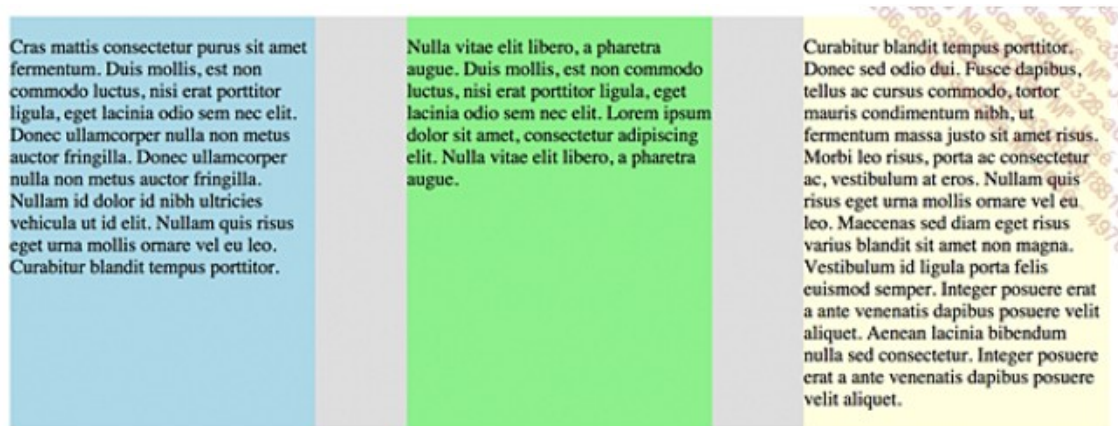 Cras mattis consectetur purus sit amet
fermentum. Duis mollis, est non
commodo luctus, nisi erat porttitor
ligula, eget lacinia odio sem nec elit.
Donec ullamcorper nulla non metus
auctor fringilla. Donec ullamcorper
nulla non metus auctor fringilla.
Nullam id dolor id nibh ultricies
vehicula ut id elit. Nullam quis risus
eget urna mollis ornare vel eu leo.
Curabitur blandit tempus porttitor.
Nulla vitae elit libero, a pharetra
augue. Duis mollis, est non commodo
luctus, nisi erat porttitor ligula, eget
lacinia odio sem nec elit. Lorem ipsum
dolor sit amet, consectetur adipiscing
elit. Nulla vitae elit libero, a pharetra
augue.
Curabitur blandit tempus porttitor.
Donec sed odio dui. Fusce dapibus,
tellus ac cursus commodo, tortor
mauris condimentum nibh, ut
fermentum massa justo sit amet risus.
Morbi leo risus, porta ac consectetur
ac, vestibulum at eros. Nullam quis
risus eget urna mollis ornare vel eu
leo. Maecenas sed diam eget risus
varius blandit sit amet non magna.
Vestibulum id ligula porta felis
euismod semper. Integer posuere erat
a ante venenatis dapibus posuere velit
aliquet. Aenean lacinia bibendum
nulla sed consectetur. Integer posuere
erat a ante venenatis dapibus posuere
velit aliquet.